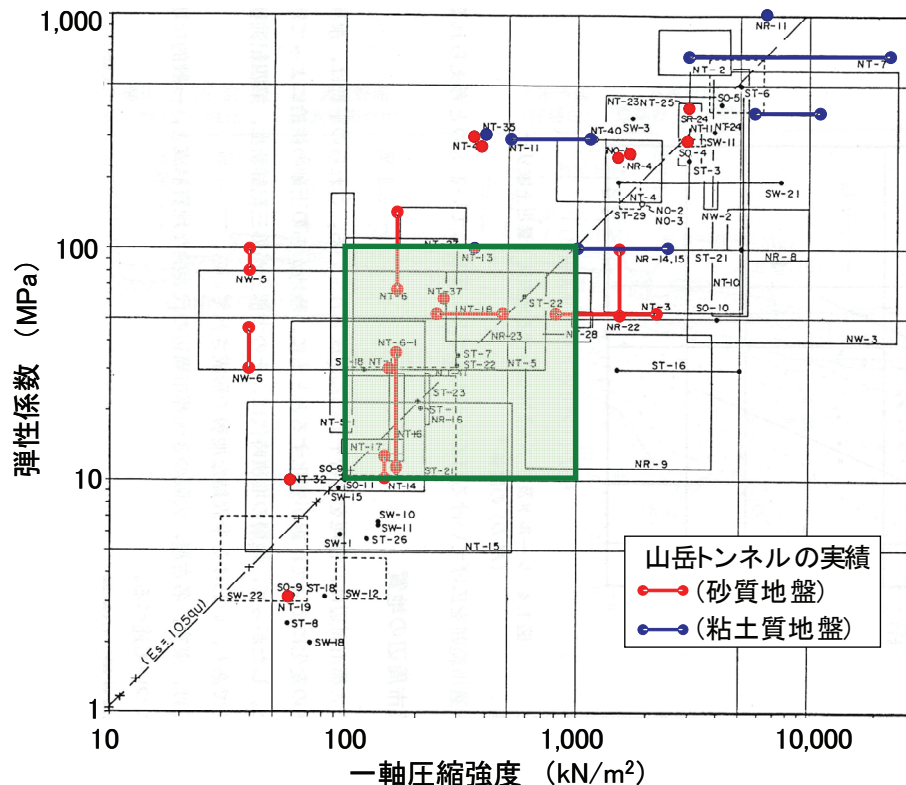 1,000
100
10
1
弾性係数 (MPa)
10
100
1,000
10,000
一軸圧縮強度 (kN/m²)
山岳トンネルの実績
(砂質地盤)
(粘土質地盤)
NR-11
NT-7
NT-2
ST-6
SO-5
NT-23
NT-25
SR-24
SW-3
NT-11
NT-24
SW-11
SO-4
ST-3
NT-35
NT-11
NT-40
NR-4
SW-21
NT-4
NO-2
NO-3
ST-29
NW-2
NT-13
NR-14,15
ST-21
NR-8
NW-5
NT-6
NT-37
ST-22
NT-10
NT-18
NT-3
SO-10
NR-23
NT-28
NR-22
NW-3
NT-6-1
ST-7
ST-22
NT-5
ST-16
NW-6
ST-23
NT-5-1
NR-16
NT-17
SO-9
ST-21
NR-9
NT-32
SO-11
NT-14
SW-15
SW-10
SW-11
SW-1
ST-26
NT-15
SW-22
SO-9
ST-18
SW-12
NT-19
ST-8
SW-18
(Es=105qu)